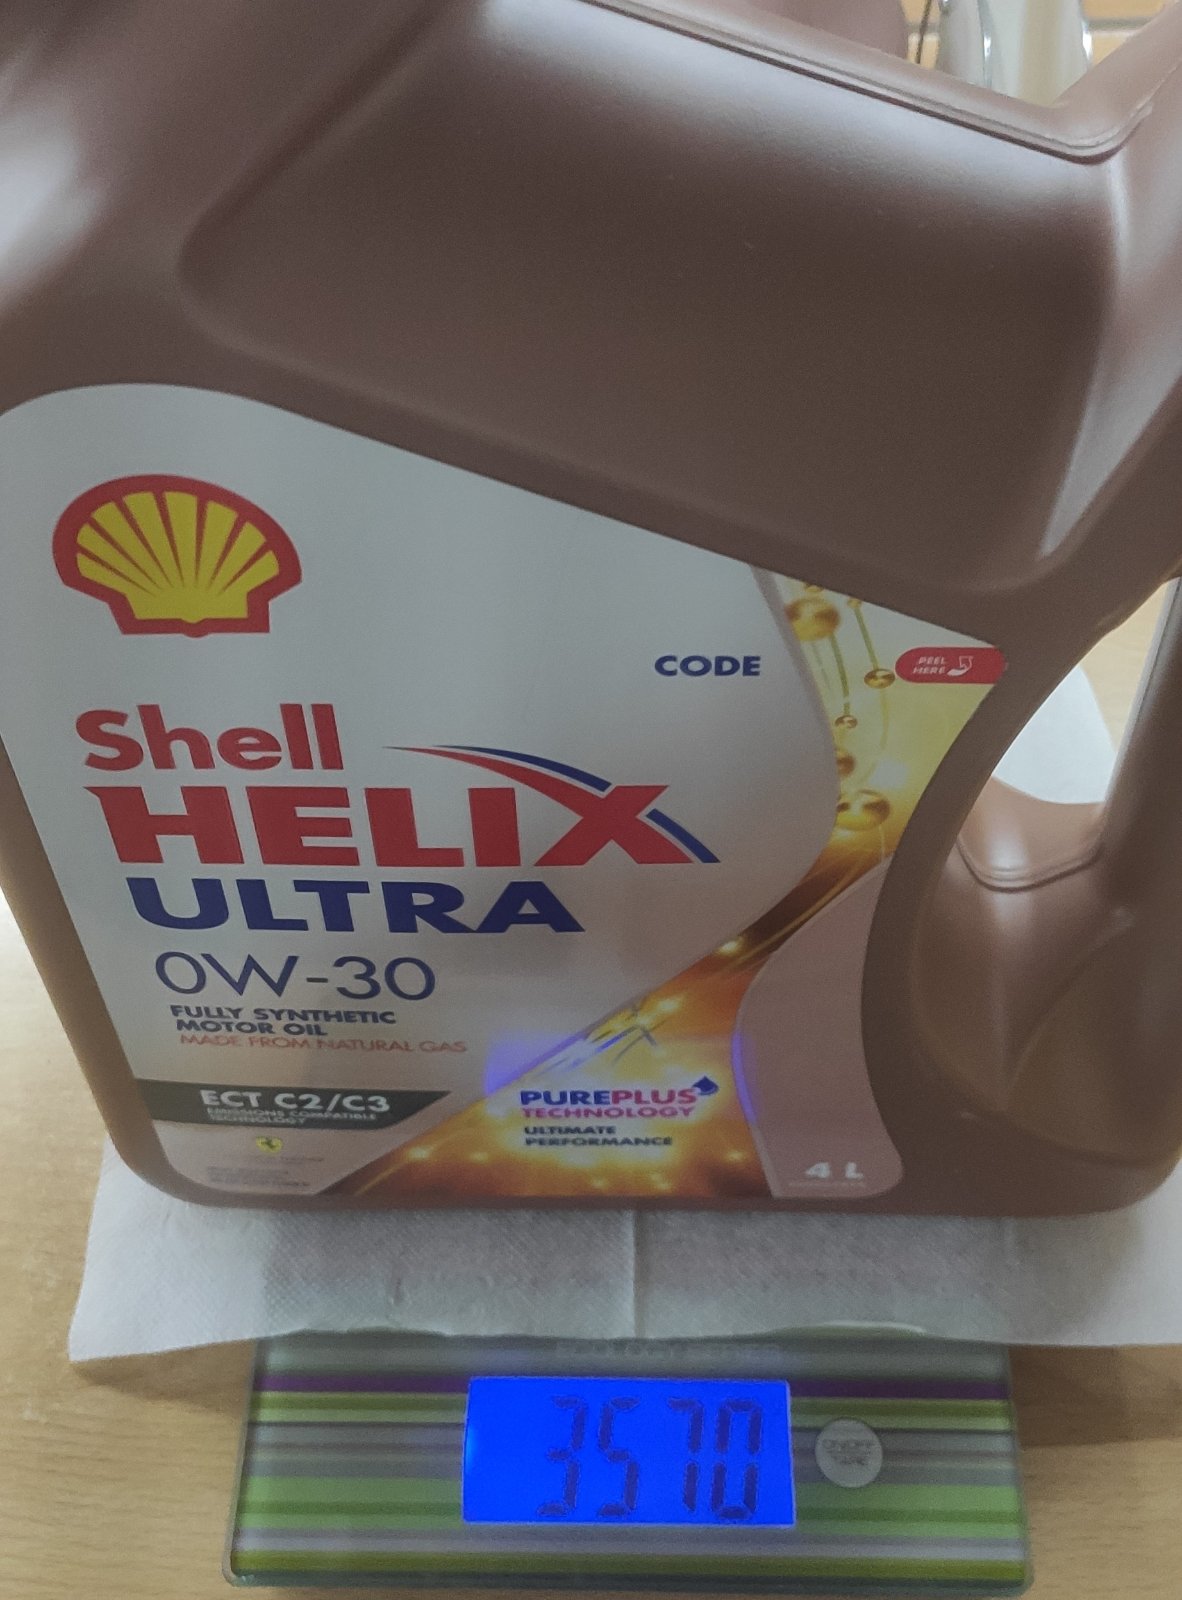 CODE
PEEL
HERE
Shell
HELIX
ULTRA
0W-30
FULLY SYNTHETIC
MOTOR OIL
MADE FROM NATURAL GAS
ECT C2/C3
EMISSIONS COMPATIBLE
TECHNOLOGY
PUREPLUS
TECHNOLOGY
ULTIMATE
PERFORMANCE
4 L
3570